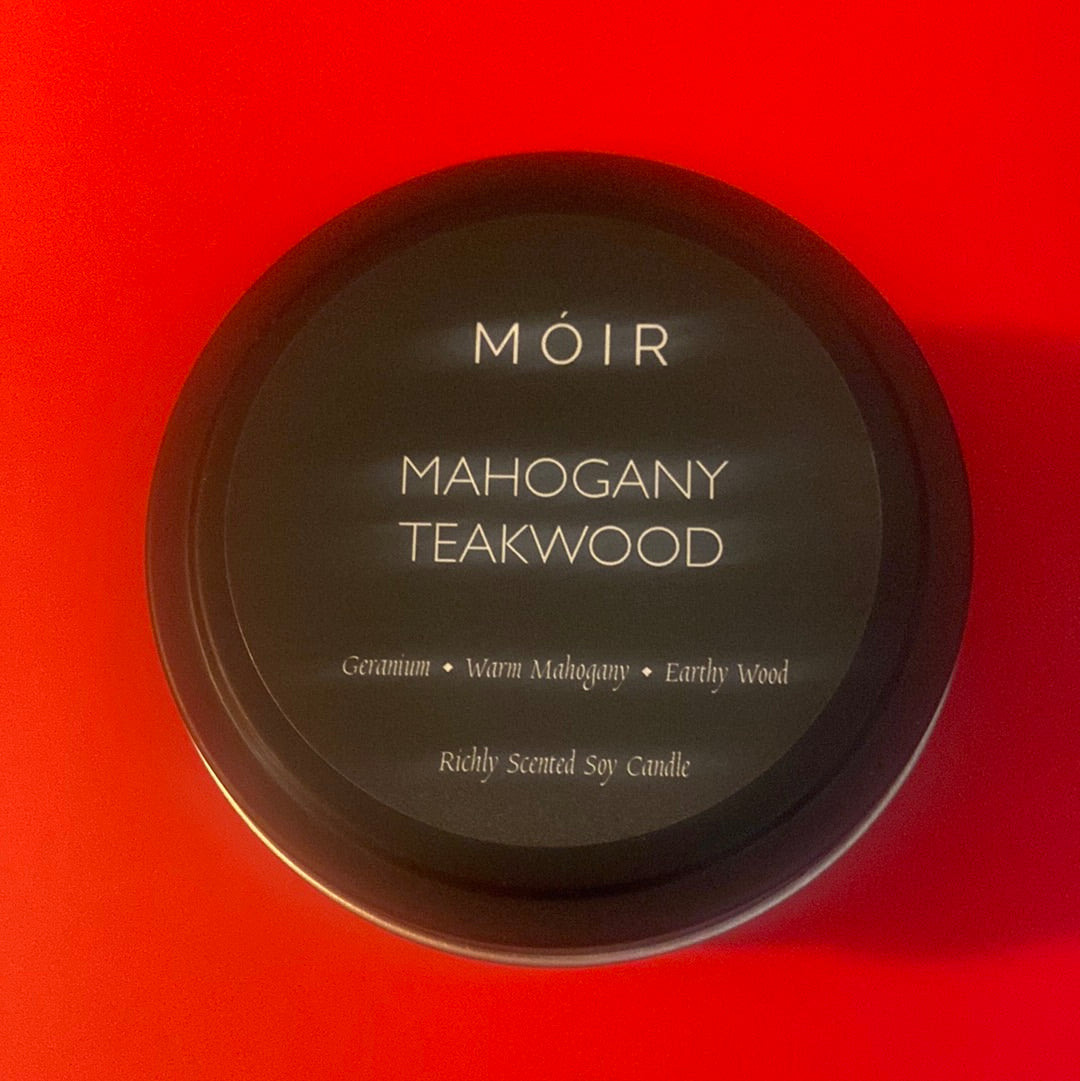 MÓIR
MAHOGANY
TEAKWOOD
Geranium ◆ Warm Mahogany ◆ Earthy Wood
Richly Scented Soy Candle